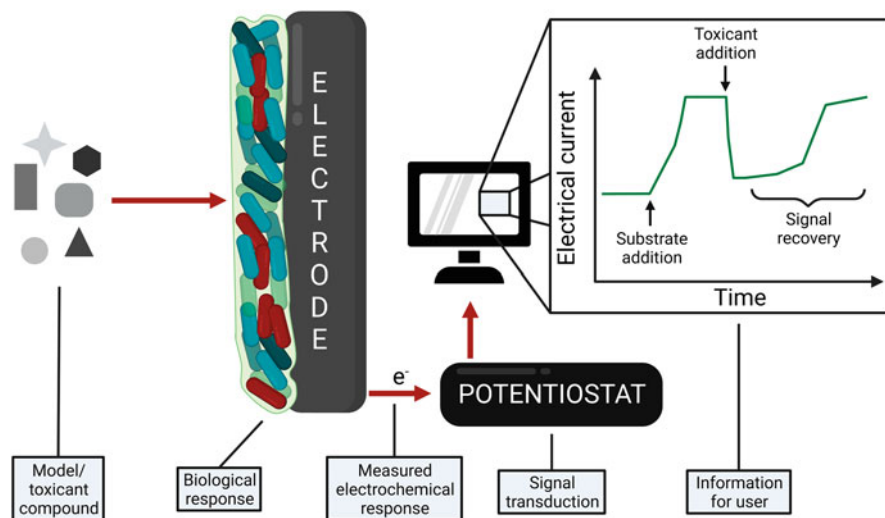 ELECTRODE
Toxicant
addition
Electrical current
Substrate
addition
Signal
recovery
Time
e-
POTENTIOSTAT
Model/
toxicant
compound
Biological
response
Measured
electrochemical
response
Signal
transduction
Information
for user